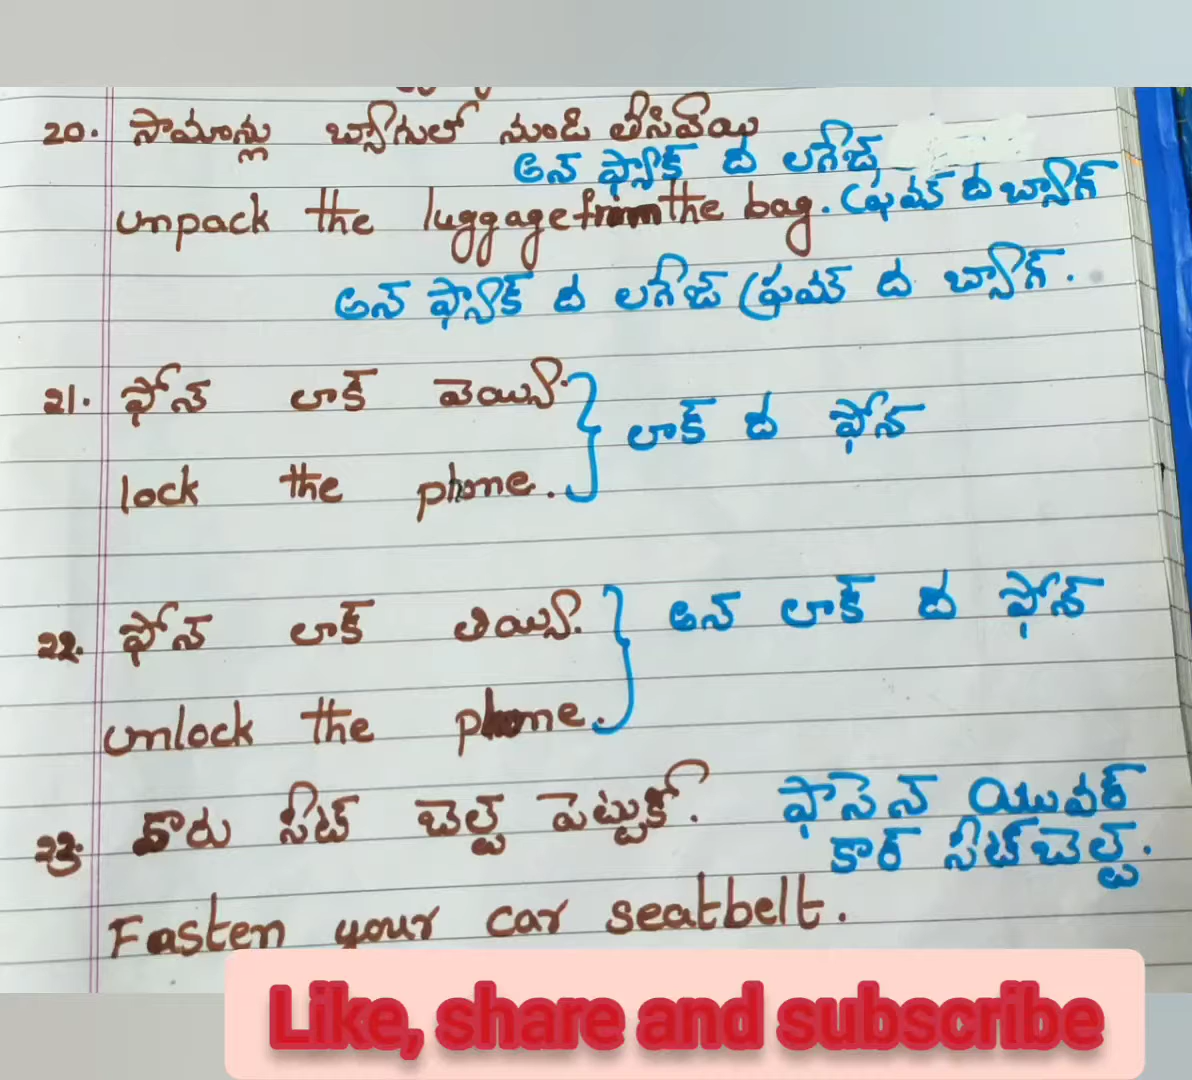 20. సామాన్లు బ్యాగులో నుండి తీసివేయి
అన్ ప్యాక్ ద లగేజ్
unpack the luggage from the bag. (ఫ్రమ్ ద బ్యాగ్
అన్ ప్యాక్ ద లగేజ్ ఫ్రమ్ ద బ్యాగ్.
21. ఫోన్ లాక్ వెయ్యి.
లాక్ ద ఫోన్
lock the phone.
22. ఫోన్ లాక్ తియ్యి.
అన్ లాక్ ద ఫోన్
unlock the phone.
23. కారు సీట్ బెల్ట్ పెట్టుకో. ఫాసెన్ యువర్
కార్ సీట్‌బెల్ట్.
Fasten your car seatbelt.
Like, share and subscribe